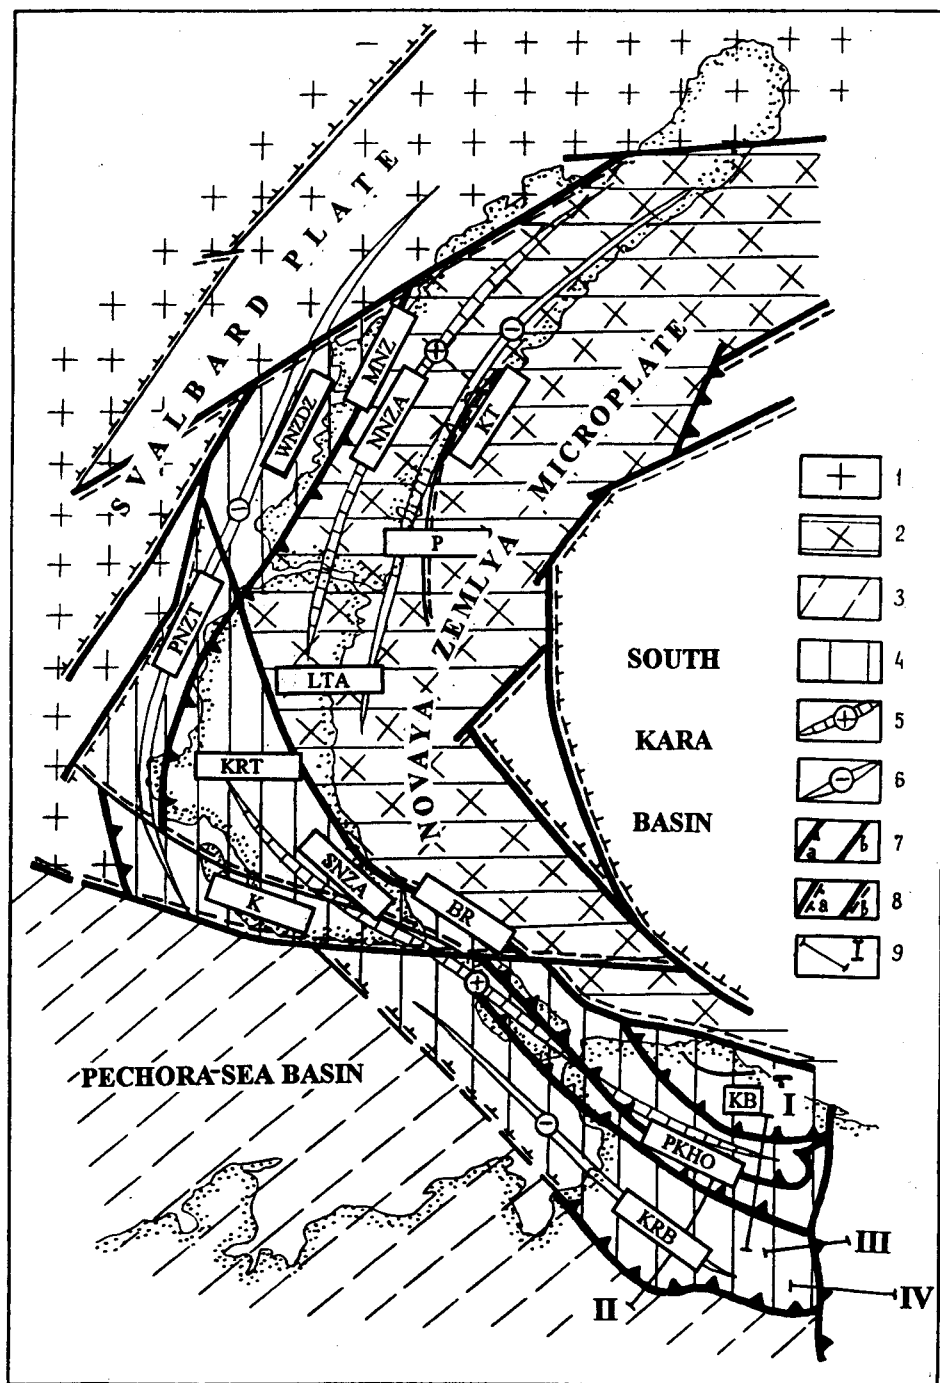 SVALBARD PLATE
NOVAYA ZEMLYA MICROPLATE
WNZDZ
MNZ
NNZA
KT
P
PNZT
LTA
KRT
SNZA
K
BR
SOUTH
KARA
BASIN
PECHORA-SEA BASIN
KB
I
PKHO
KRB
III
II
IV
1
2
3
4
5
6
a b 7
a b 8
I 9